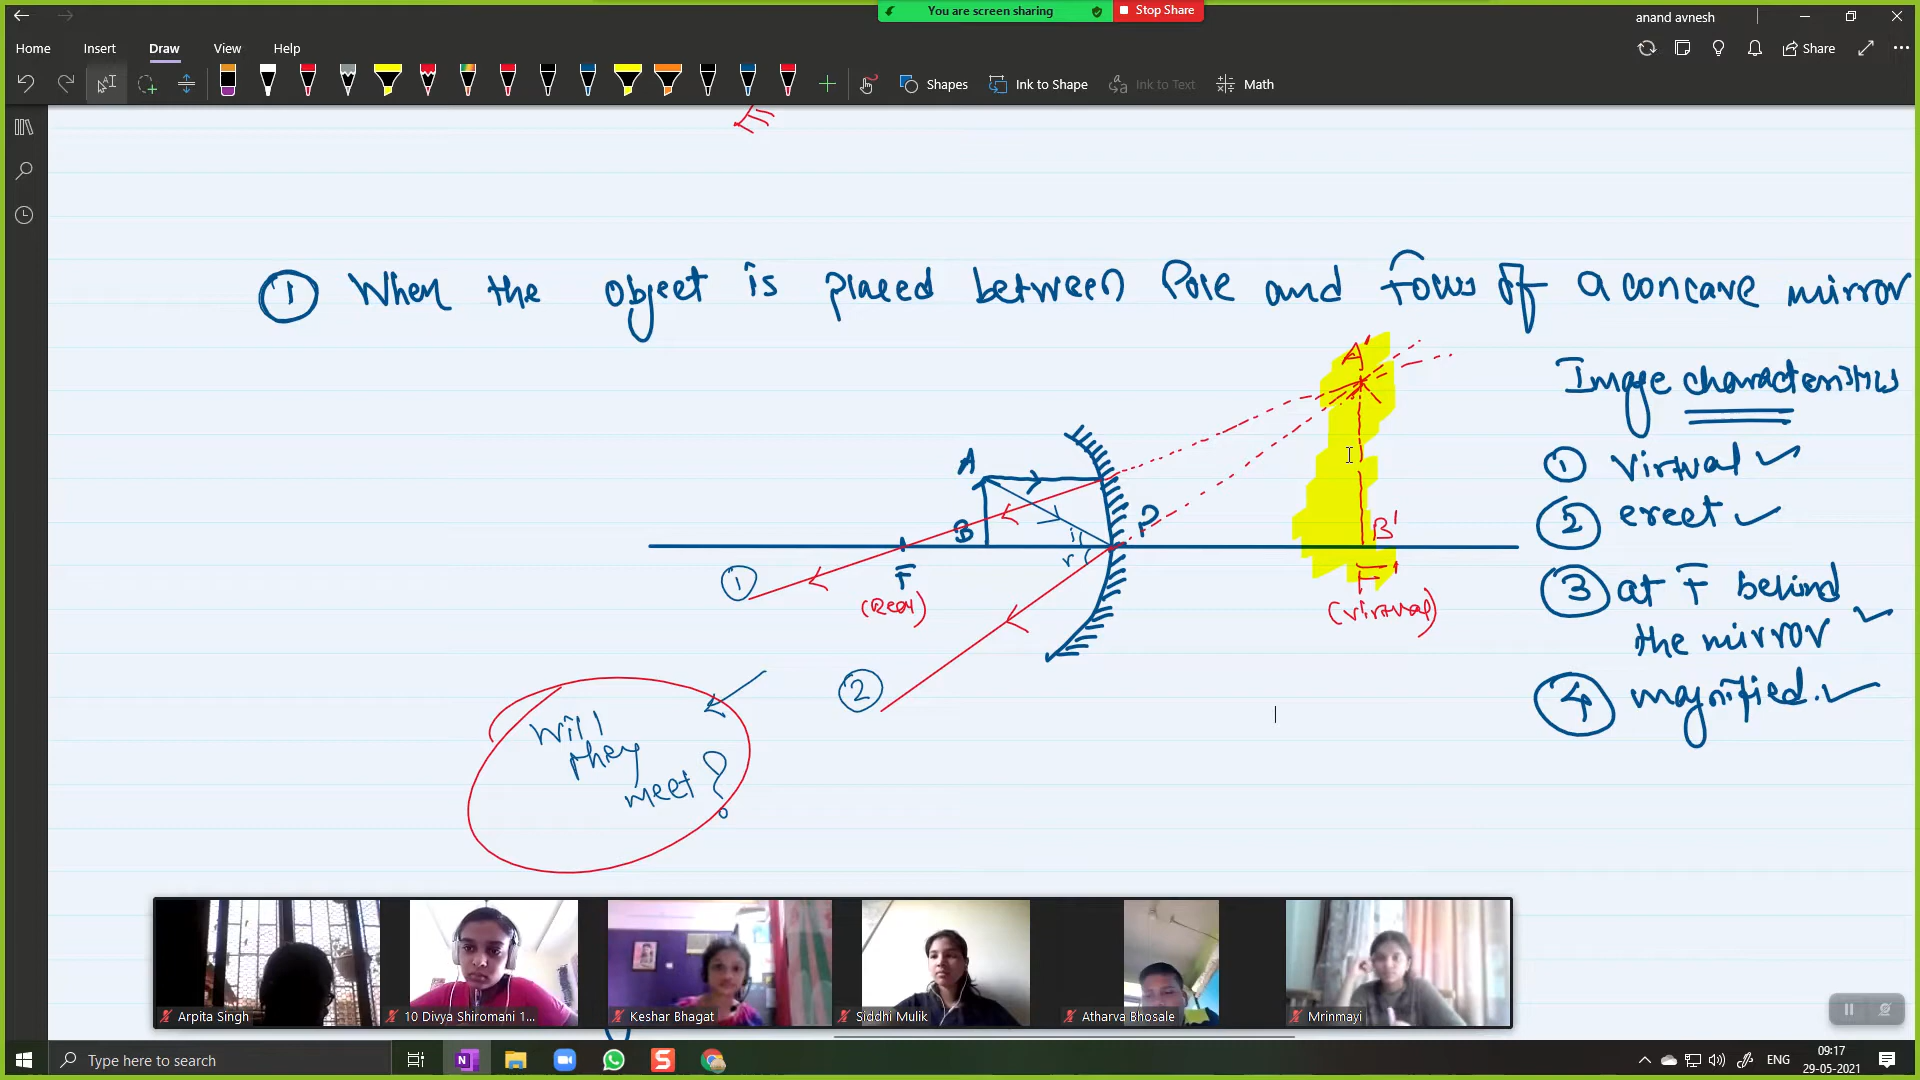 You are screen sharing
Stop Share
anand avnesh
Home Insert Draw View Help
Share
Shapes Ink to Shape Ink to Text Math
① When the object is placed between Pole and focus of a concave mirror
Image characteristics
① virtual ✓
② erect ✓
③ at F behind
the mirror ✓
④ magnified. ✓
A'
A
B
P
i
r
B'
F
(Real)
F'
(virtual)
①
②
Will
they
meet?
Arpita Singh
10 Divya Shiromani 1...
Keshar Bhagat
Siddhi Mulik
Atharva Bhosale
Mrinmayi
Type here to search
ENG
09:17
29-05-2021